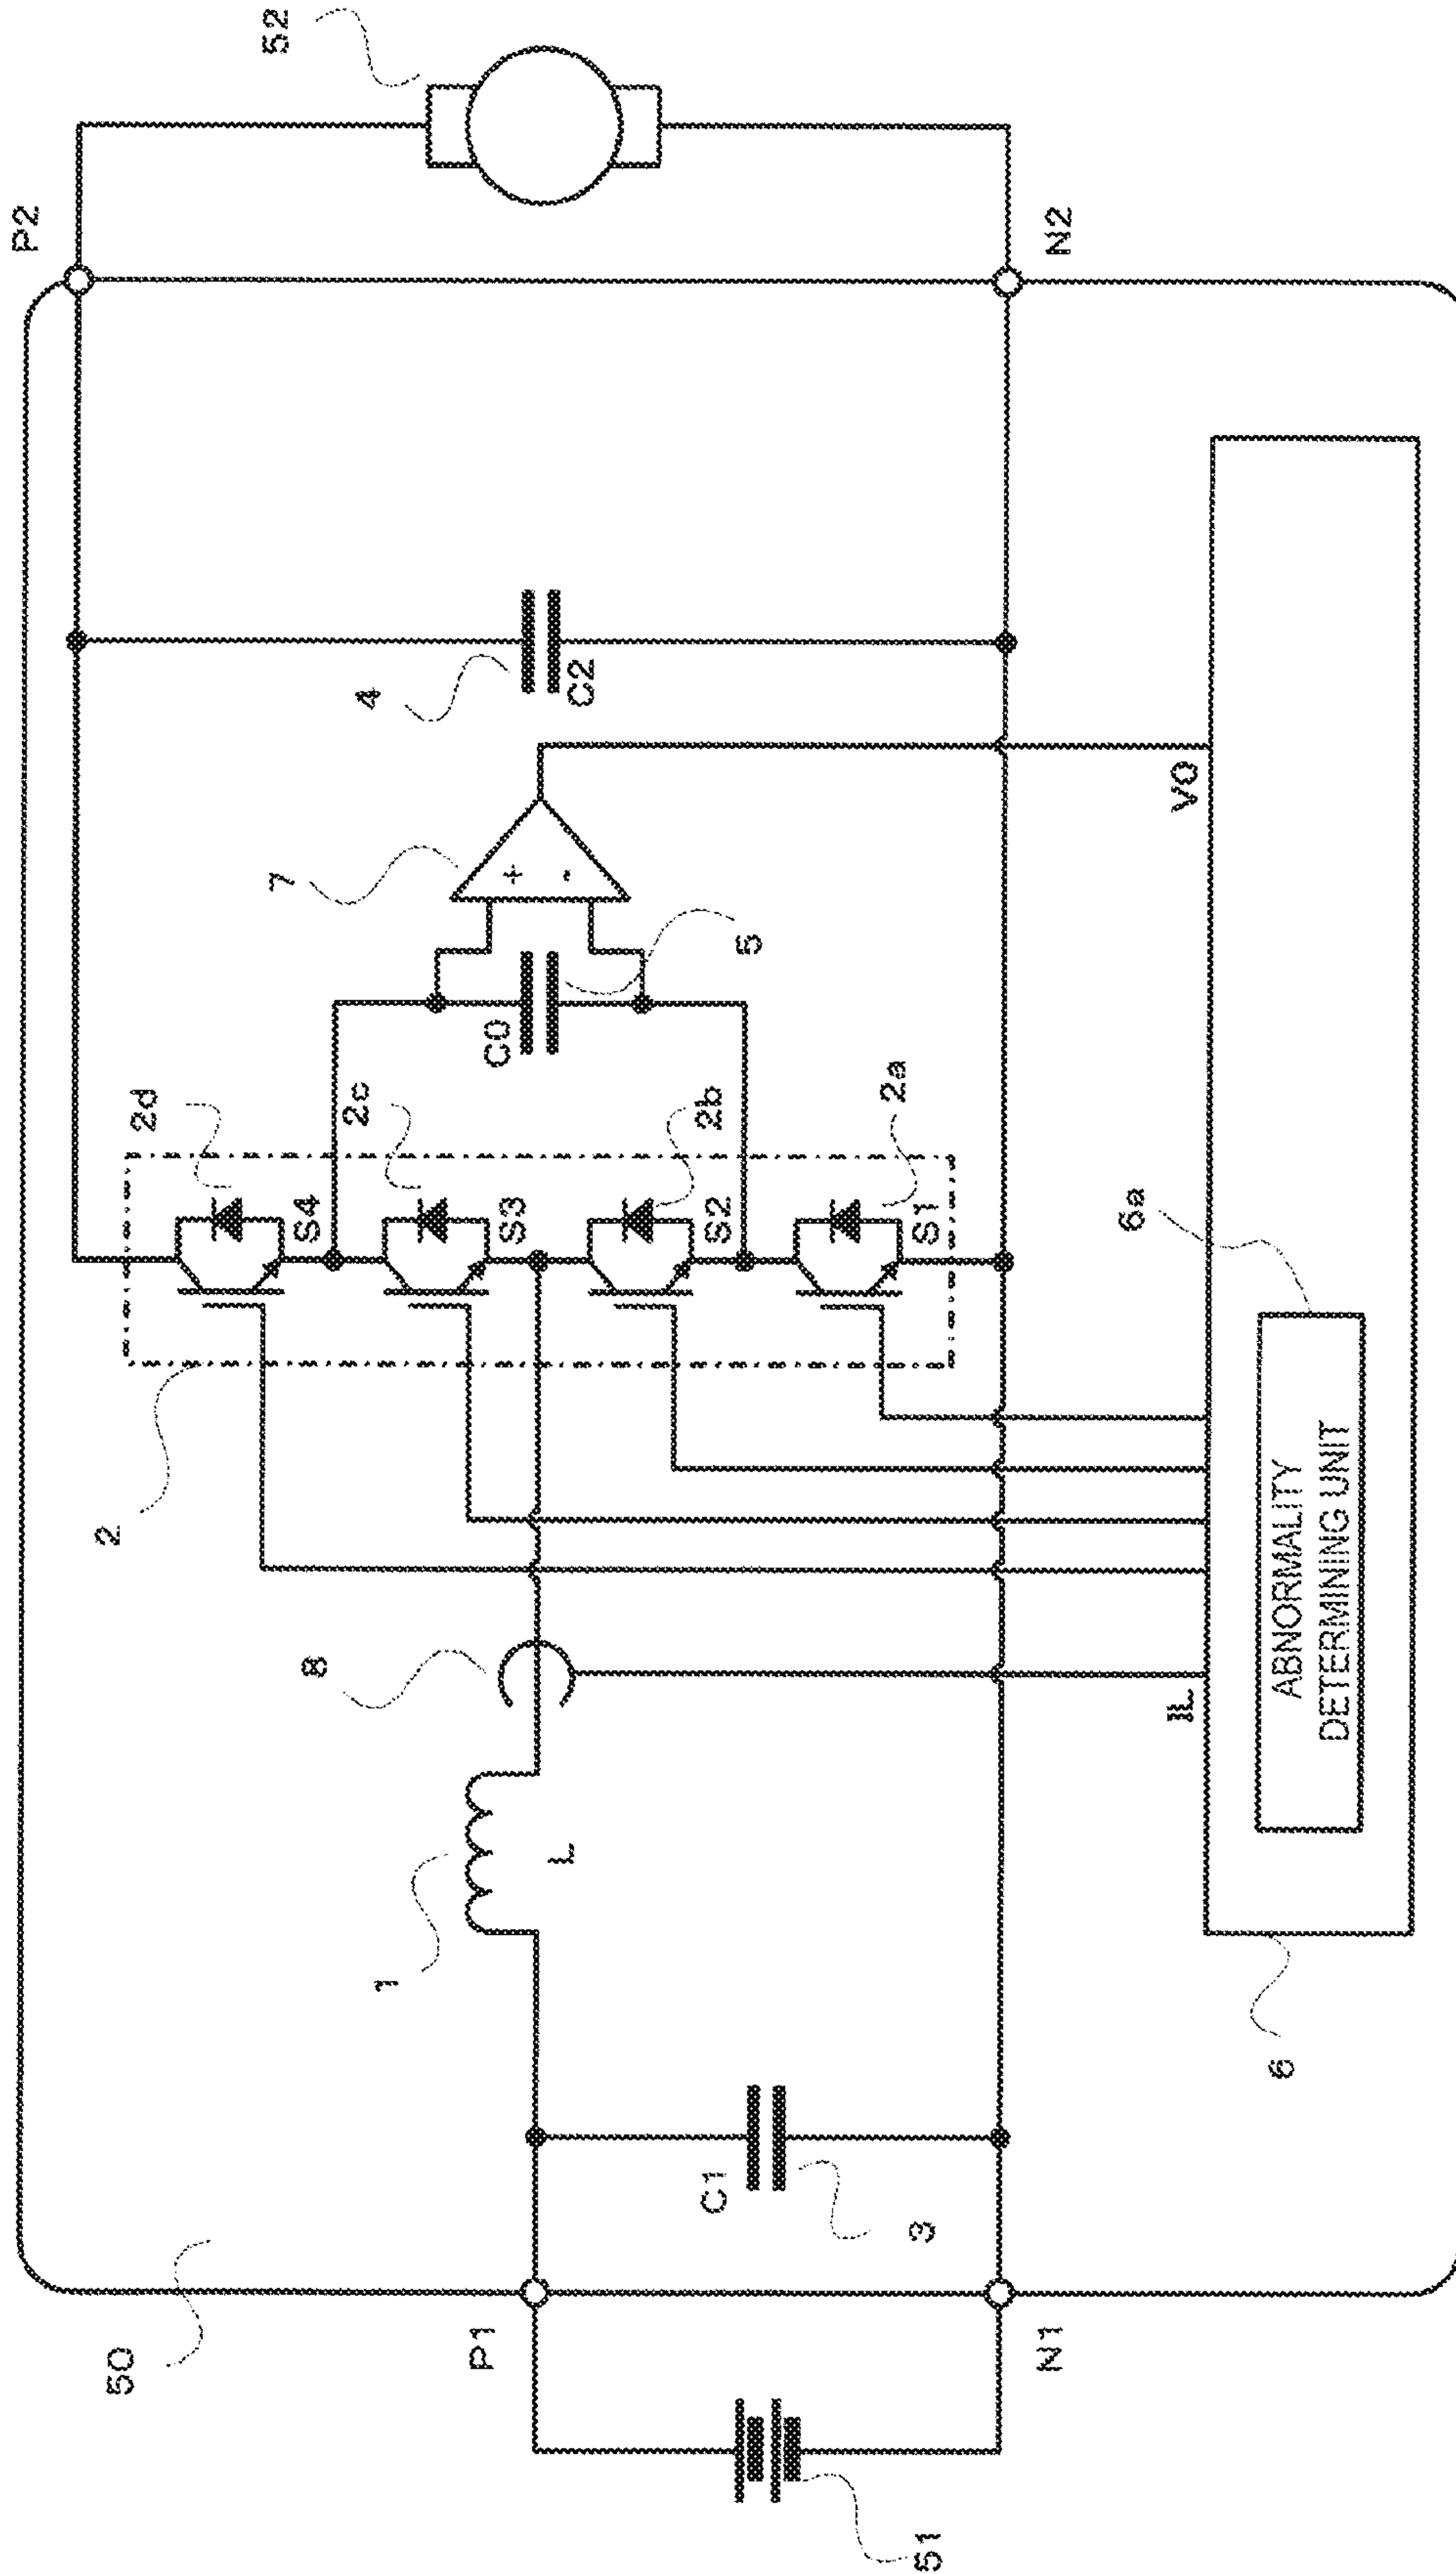 P2
50
2
2d
52
S4
7
8
2c
4
1
P1
S3
C0
+
-
L
C2
C1
S2
2b
5
3
51
S1
2a
N1
N2
6a
IL
V0
6
ABNORMALITY
DETERMINING UNIT